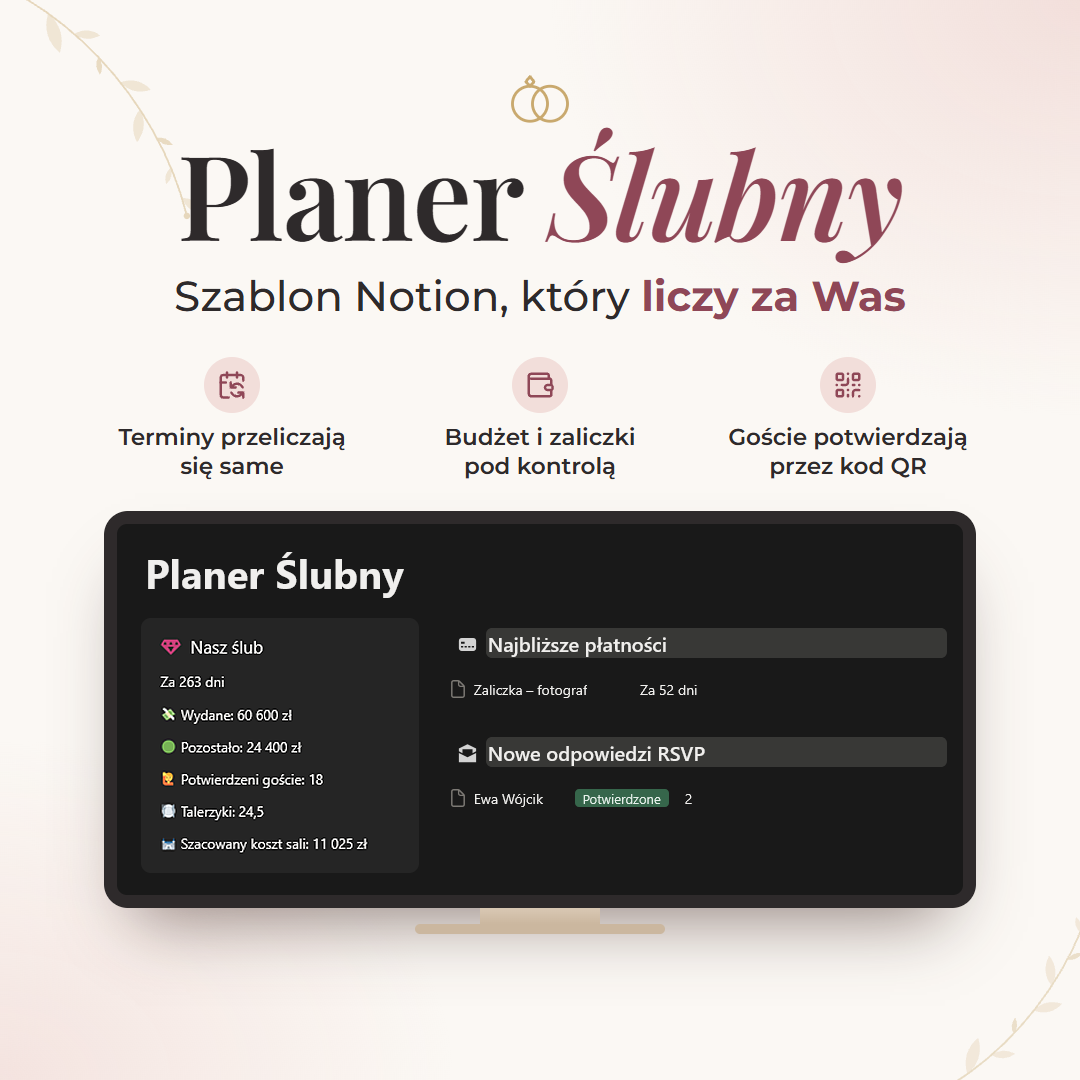 Planer Ślubny
Szablon Notion, który liczy za Was
Terminy przeliczają
się same
Budżet i zaliczki
pod kontrolą
Goście potwierdzają
przez kod QR
Planer Ślubny
Nasz ślub
Za 263 dni
Wydane: 60 600 zł
Pozostało: 24 400 zł
Potwierdzeni goście: 18
Talerzyki: 24,5
Szacowany koszt sali: 11 025 zł
Najbliższe płatności
Zaliczka – fotograf Za 52 dni
Nowe odpowiedzi RSVP
Ewa Wójcik Potwierdzone 2